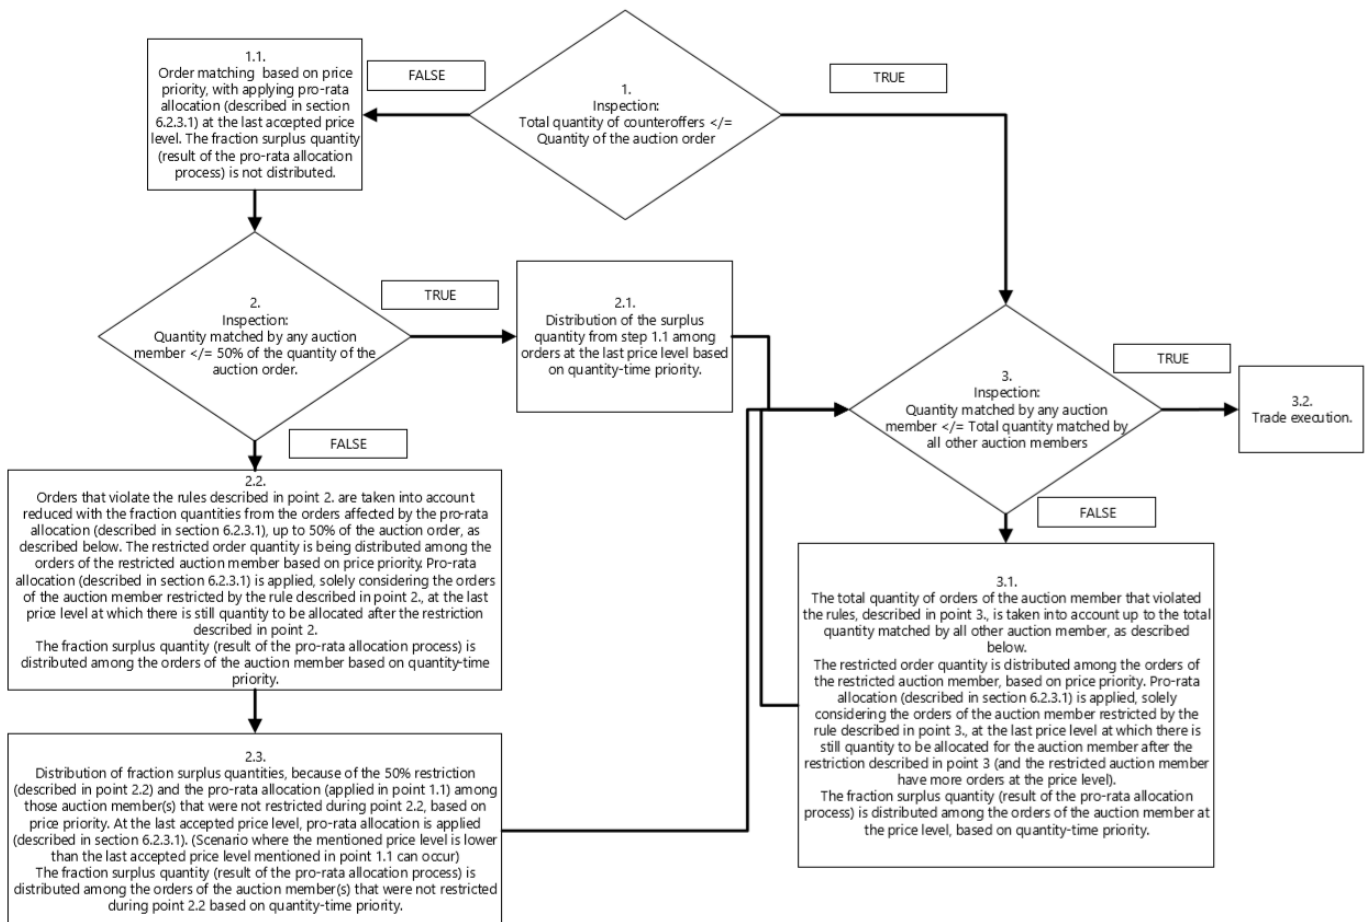 1.1.
Order matching based on price
priority, with applying pro-rata
allocation (described in section
6.2.3.1) at the last accepted price
level. The fraction surplus quantity
(result of the pro-rata allocation
process) is not distributed.
FALSE
1.
Inspection:
Total quantity of counteroffers </=
Quantity of the auction order
TRUE
2.
Inspection:
Quantity matched by any auction
member </= 50% of the quantity of the
auction order.
TRUE
2.1.
Distribution of the surplus
quantity from step 1.1 among
orders at the last price level based
on quantity-time priority.
3.
Inspection:
Quantity matched by any auction
member </= Total quantity matched by
all other auction members
TRUE
3.2.
Trade execution.
FALSE
2.2.
Orders that violate the rules described in point 2. are taken into account
reduced with the fraction quantities from the orders affected by the pro-rata
allocation (described in section 6.2.3.1), up to 50% of the auction order, as
described below. The restricted order quantity is being distributed among the
orders of the restricted auction member based on price priority. Pro-rata
allocation (described in section 6.2.3.1) is applied, solely considering the orders
of the auction member restricted by the rule described in point 2., at the last
price level at which there is still quantity to be allocated after the restriction
described in point 2.
The fraction surplus quantity (result of the pro-rata allocation process) is
distributed among the orders of the auction member based on quantity-time
priority.
FALSE
3.1.
The total quantity of orders of the auction member that violated
the rules, described in point 3., is taken into account up to the total
quantity matched by all other auction member, as described
below.
The restricted order quantity is distributed among the orders of
the restricted auction member, based on price priority. Pro-rata
allocation (described in section 6.2.3.1) is applied, solely
considering the orders of the auction member restricted by the
rule described in point 3., at the last price level at which there is
still quantity to be allocated for the auction member after the
restriction described in point 3 (and the restricted auction member
have more orders at the price level).
The fraction surplus quantity (result of the pro-rata allocation
process) is distributed among the orders of the auction member at
the price level, based on quantity-time priority.
2.3.
Distribution of fraction surplus quantities, because of the 50% restriction
(described in point 2.2) and the pro-rata allocation (applied in point 1.1) among
those auction member(s) that were not restricted during point 2.2, based on
price priority. At the last accepted price level, pro-rata allocation is applied
(described in section 6.2.3.1). (Scenario where the mentioned price level is lower
than the last accepted price level mentioned in point 1.1 can occur)
The fraction surplus quantity (result of the pro-rata allocation process) is
distributed among the orders of the auction member(s) that were not restricted
during point 2.2 based on quantity-time priority.